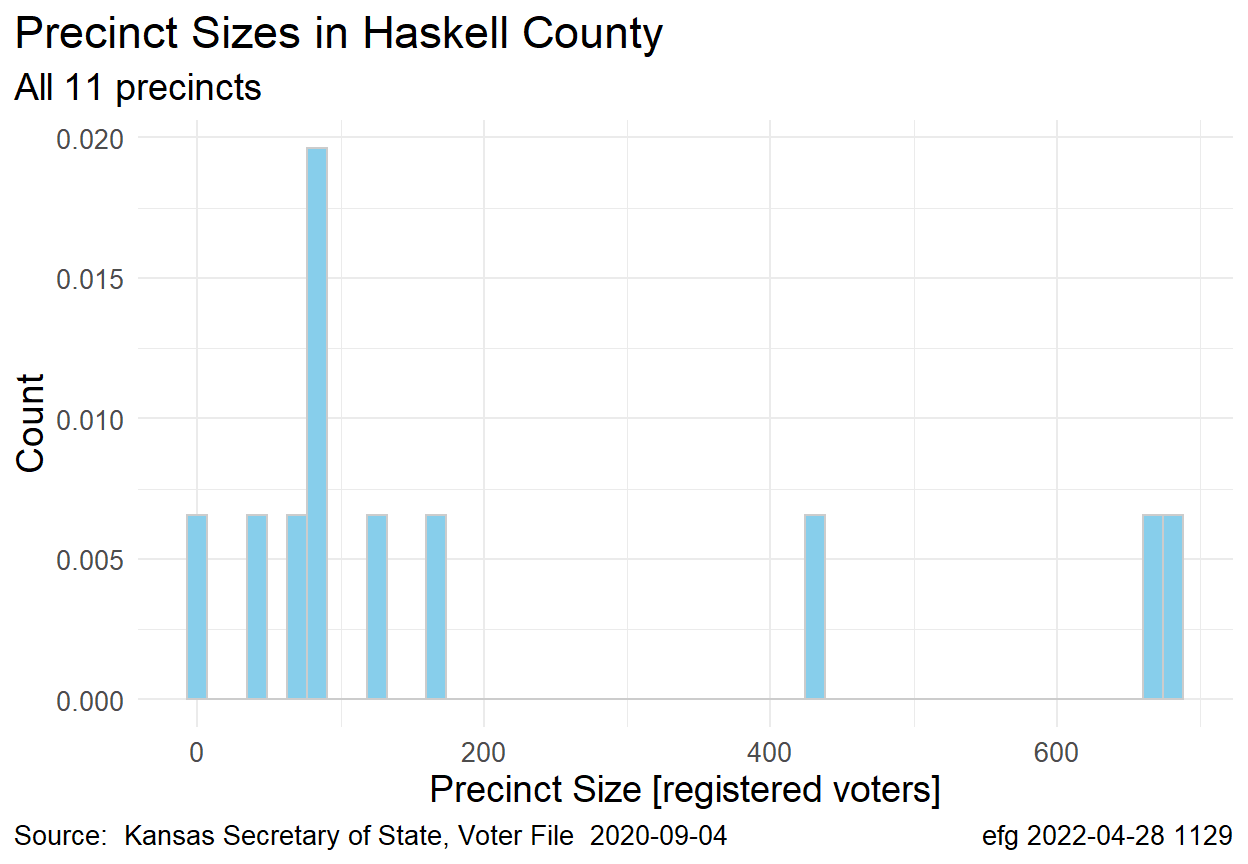 Precinct Sizes in Haskell County
All 11 precincts
0.020
0.015
0.010
0.005
0.000
Count
0 200 400 600
Precinct Size [registered voters]
Source:  Kansas Secretary of State, Voter File  2020-09-04 efg 2022-04-28 1129